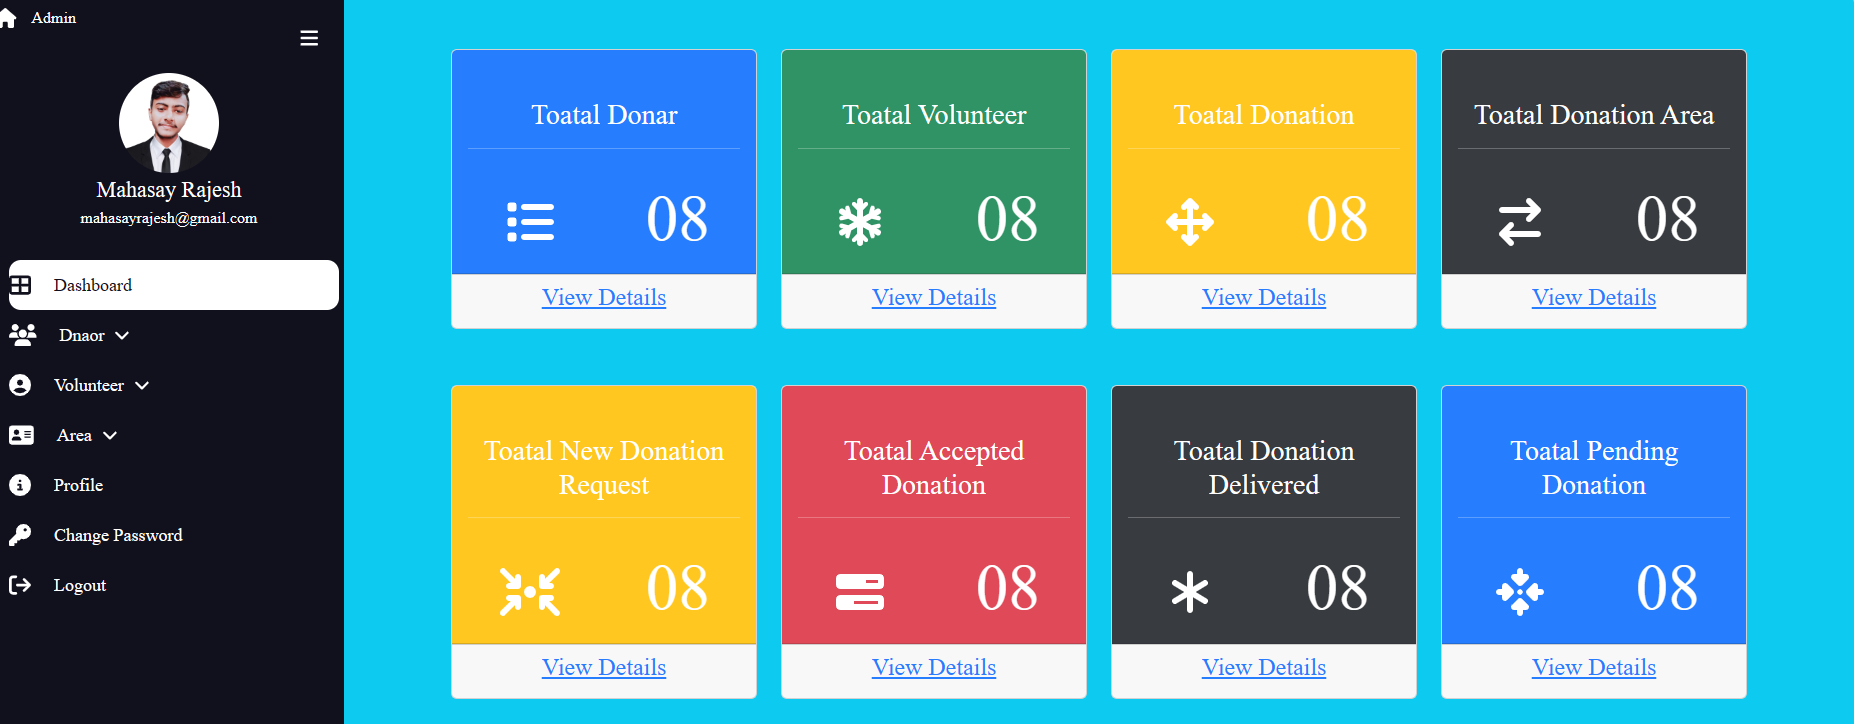 Admin
Mahasay Rajesh
mahasayrajesh@gmail.com
Dashboard
Dnaor
Volunteer
Area
Profile
Change Password
Logout
Toatal Donar
08
View Details
Toatal Volunteer
08
View Details
Toatal Donation
08
View Details
Toatal Donation Area
08
View Details
Toatal New Donation
Request
08
View Details
Toatal Accepted
Donation
08
View Details
Toatal Donation
Delivered
08
View Details
Toatal Pending
Donation
08
View Details